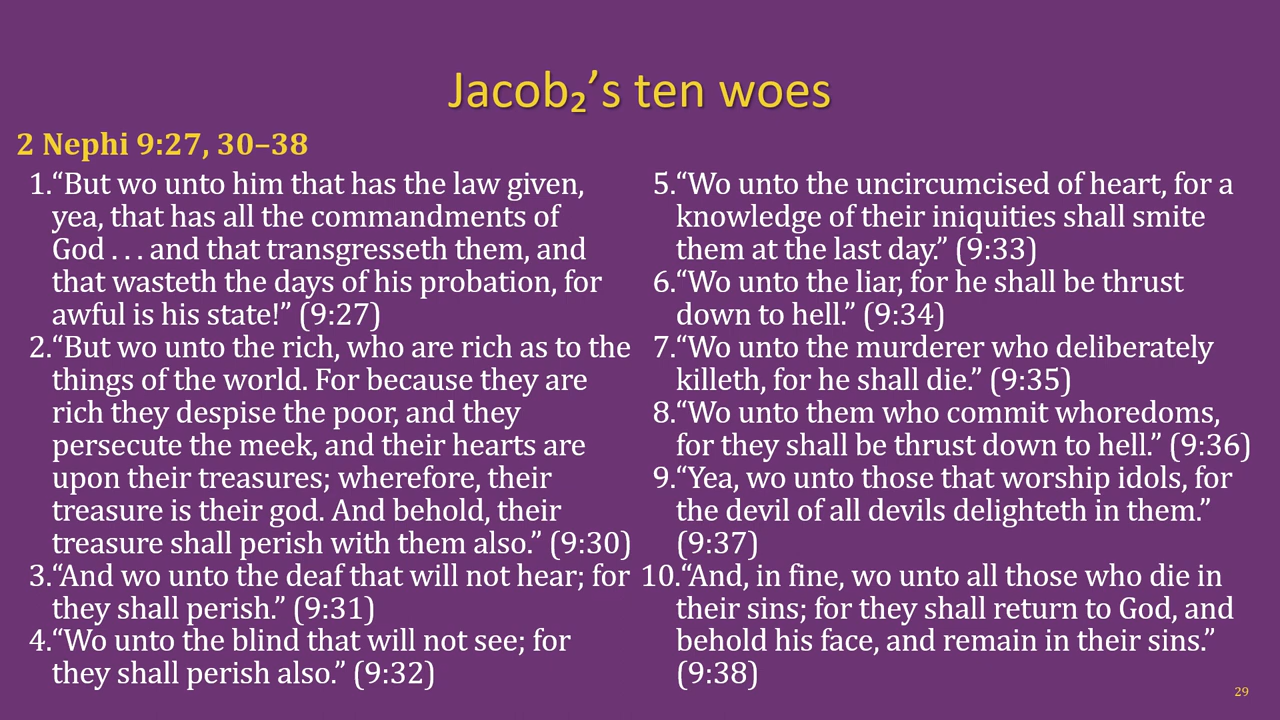 Jacob₂’s ten woes
2 Nephi 9:27, 30–38
1.“But wo unto him that has the law given,
yea, that has all the commandments of
God . . . and that transgresseth them, and
that wasteth the days of his probation, for
awful is his state!” (9:27)
2.“But wo unto the rich, who are rich as to the
things of the world. For because they are
rich they despise the poor, and they
persecute the meek, and their hearts are
upon their treasures; wherefore, their
treasure is their god. And behold, their
treasure shall perish with them also.” (9:30)
3.“And wo unto the deaf that will not hear; for
they shall perish.” (9:31)
4.“Wo unto the blind that will not see; for
they shall perish also.” (9:32)
5.“Wo unto the uncircumcised of heart, for a
knowledge of their iniquities shall smite
them at the last day.” (9:33)
6.“Wo unto the liar, for he shall be thrust
down to hell.” (9:34)
7.“Wo unto the murderer who deliberately
killeth, for he shall die.” (9:35)
8.“Wo unto them who commit whoredoms,
for they shall be thrust down to hell.” (9:36)
9.“Yea, wo unto those that worship idols, for
the devil of all devils delighteth in them.”
(9:37)
10.“And, in fine, wo unto all those who die in
their sins; for they shall return to God, and
behold his face, and remain in their sins.”
(9:38)
29